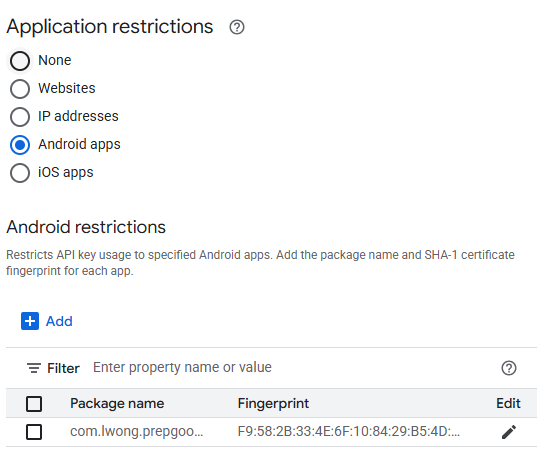 Application restrictions
None
Websites
IP addresses
Android apps
iOS apps
Android restrictions
Restricts API key usage to specified Android apps. Add the package name and SHA-1 certificate
fingerprint for each app.
Add
Filter Enter property name or value
Package name Fingerprint Edit
com.lwong.prepgoo... F9:58:2B:33:4E:6F:10:84:29:B5:4D:...